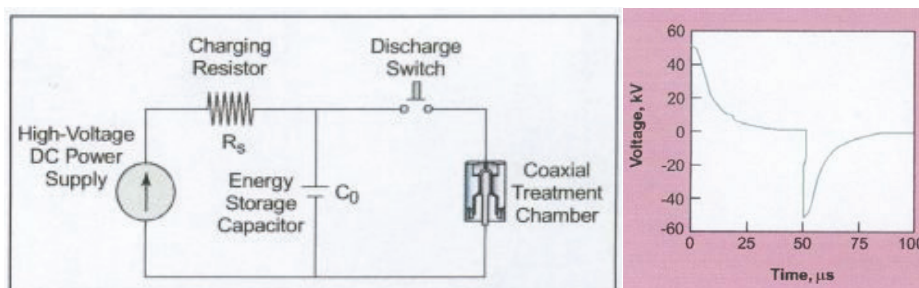 Charging
Resistor
Discharge
Switch
High-Voltage
DC Power
Supply
Rs
Energy
Storage
Capacitor
C0
Coaxial
Treatment
Chamber
Voltage, kV
60
40
20
0
-20
-40
-60
0
25
50
75
100
Time, µs